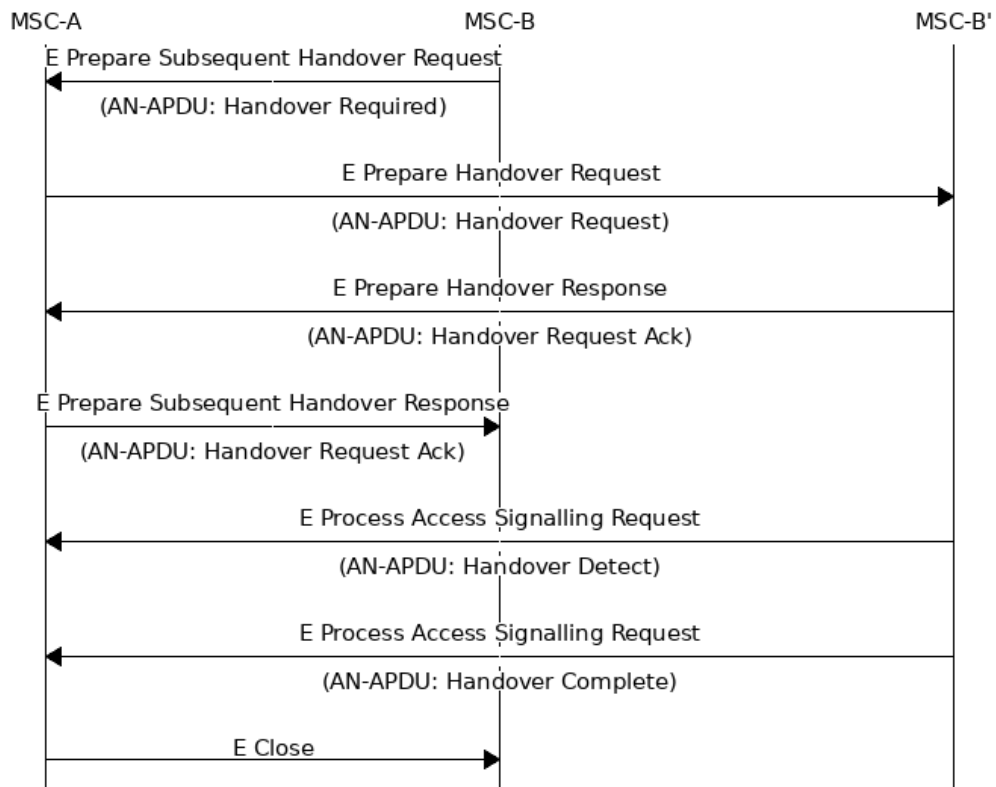 MSC-A MSC-B MSC-B'
E Prepare Subsequent Handover Request
(AN-APDU: Handover Required)
E Prepare Handover Request
(AN-APDU: Handover Request)
E Prepare Handover Response
(AN-APDU: Handover Request Ack)
E Prepare Subsequent Handover Response
(AN-APDU: Handover Request Ack)
E Process Access Signalling Request
(AN-APDU: Handover Detect)
E Process Access Signalling Request
(AN-APDU: Handover Complete)
E Close